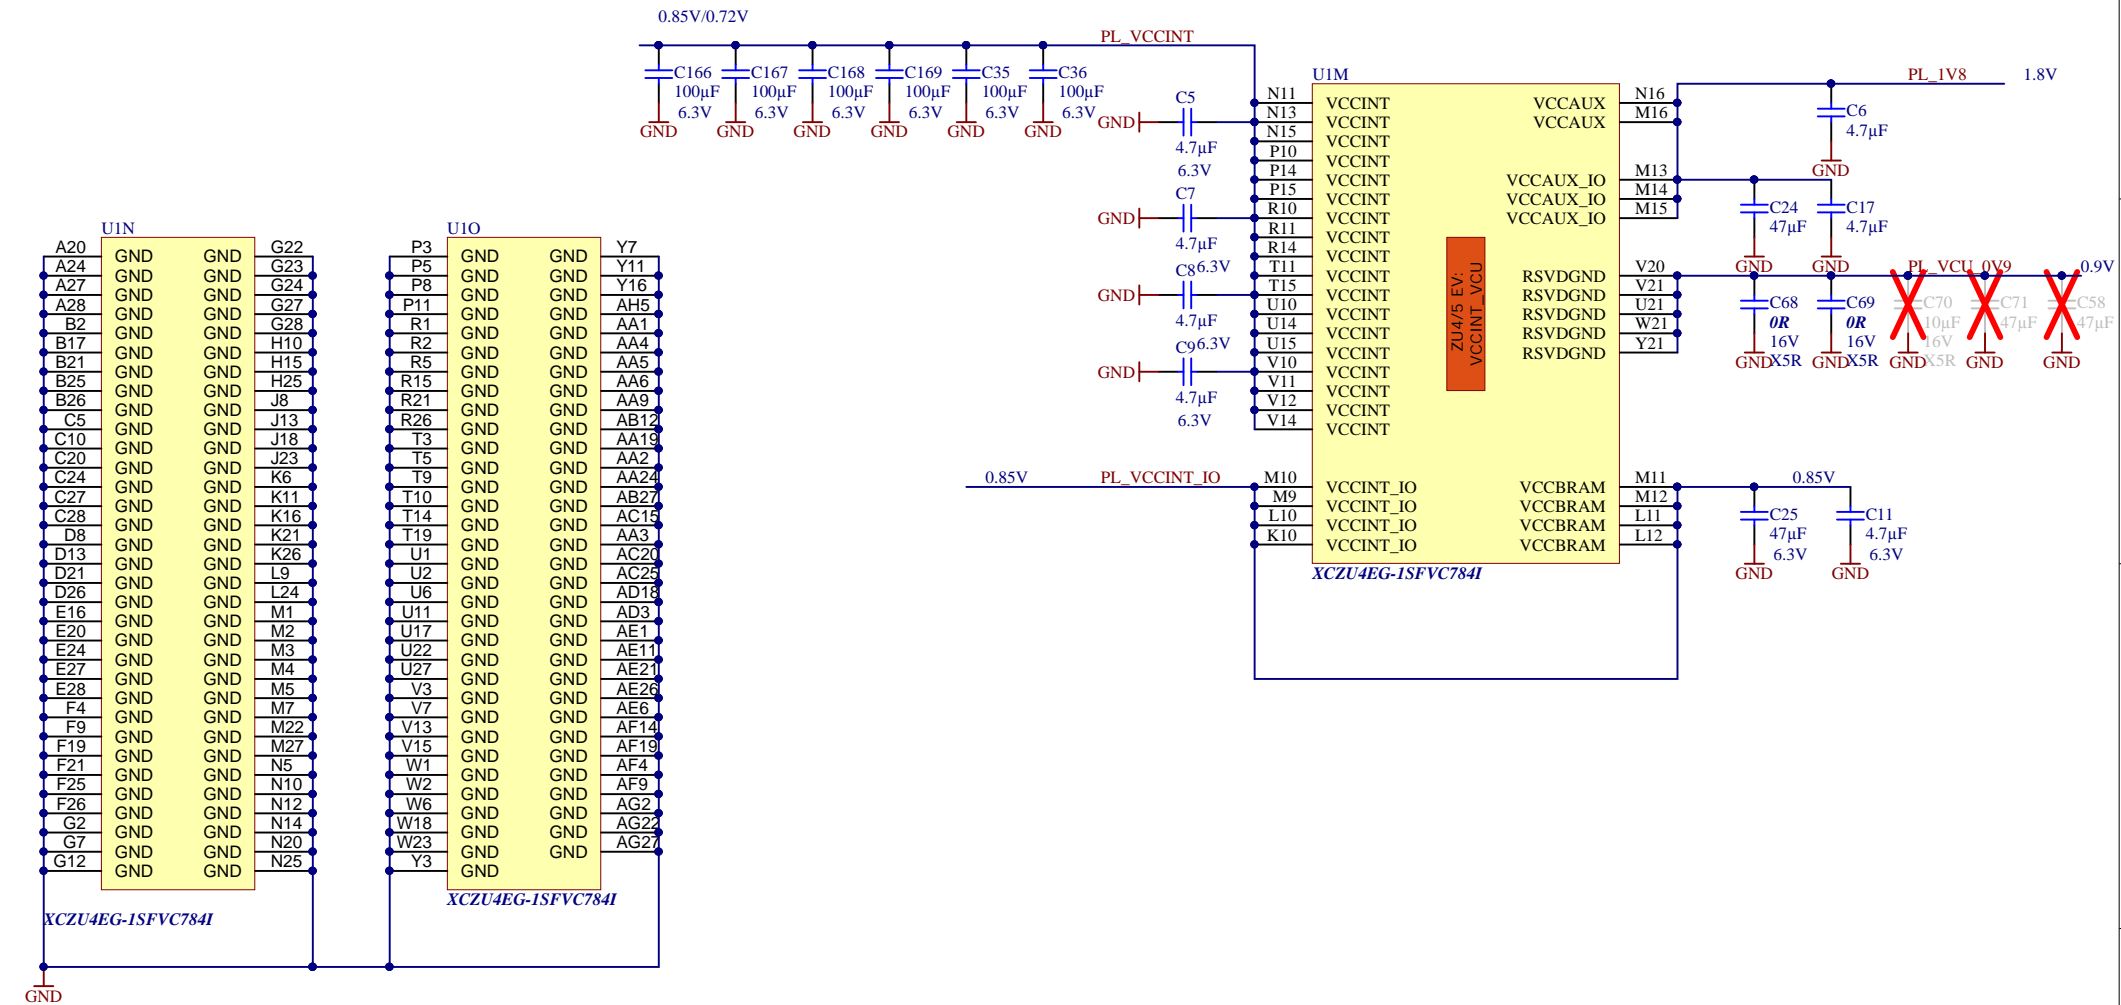 0.85V/0.72V
PL_VCCINT
C166
100µF
6.3V
GND
C167
100µF
6.3V
GND
C168
100µF
6.3V
GND
C169
100µF
6.3V
GND
C35
100µF
6.3V
GND
C36
100µF
6.3V
GND
GND
C5
4.7µF
6.3V
GND
C7
4.7µF
6.3V
GND
C8
4.7µF
6.3V
GND
C9
4.7µF
6.3V
U1M
N11 VCCINT
N13 VCCINT
N15 VCCINT
P10 VCCINT
P14 VCCINT
P15 VCCINT
R10 VCCINT
R11 VCCINT
R14 VCCINT
T11 VCCINT
T15 VCCINT
U10 VCCINT
U14 VCCINT
U15 VCCINT
V10 VCCINT
V11 VCCINT
V12 VCCINT
V14 VCCINT
0.85V PL_VCCINT_IO
M10 VCCINT_IO
M9 VCCINT_IO
L10 VCCINT_IO
K10 VCCINT_IO
ZU4/5 EV:
VCCINT_VCU
VCCAUX N16
VCCAUX M16
VCCAUX_IO M13
VCCAUX_IO M14
VCCAUX_IO M15
RSVDGND V20
RSVDGND V21
RSVDGND U21
RSVDGND W21
RSVDGND Y21
VCCBRAM M11
VCCBRAM M12
VCCBRAM L11
VCCBRAM L12
XCZU4EG-1SFVC784I
PL_1V8 1.8V
C6
4.7µF
GND
C24
47µF
GND
C17
4.7µF
GND
PL_VCU_0V9 0.9V
C68
0R
16V
X5R
GND
C69
0R
16V
X5R
GND
C70
10µF
16V
X5R
GND
C71
47µF
GND
C58
47µF
GND
0.85V
C25
47µF
6.3V
GND
C11
4.7µF
6.3V
GND
U1N
A20 GND GND G22
A24 GND GND G23
A27 GND GND G24
A28 GND GND G27
B2 GND GND G28
B17 GND GND H10
B21 GND GND H15
B25 GND GND H25
B26 GND GND J8
C5 GND GND J13
C10 GND GND J18
C20 GND GND J23
C24 GND GND K6
C27 GND GND K11
C28 GND GND K16
D8 GND GND K21
D13 GND GND K26
D21 GND GND L9
D26 GND GND L24
E16 GND GND M1
E20 GND GND M2
E24 GND GND M3
E27 GND GND M4
E28 GND GND M5
F4 GND GND M7
F9 GND GND M22
F19 GND GND M27
F21 GND GND N5
F25 GND GND N10
F26 GND GND N12
G2 GND GND N14
G7 GND GND N20
G12 GND GND N25
XCZU4EG-1SFVC784I
GND
U1O
P3 GND GND Y7
P5 GND GND Y11
P8 GND GND Y16
P11 GND GND AH5
R1 GND GND AA1
R2 GND GND AA4
R5 GND GND AA5
R15 GND GND AA6
R21 GND GND AA9
R26 GND GND AB12
T3 GND GND AA19
T5 GND GND AA2
T9 GND GND AA24
T10 GND GND AB27
T14 GND GND AC15
T19 GND GND AA3
U1 GND GND AC20
U2 GND GND AC25
U6 GND GND AD18
U11 GND GND AD3
U17 GND GND AE1
U22 GND GND AE11
U27 GND GND AE21
V3 GND GND AE26
V7 GND GND AE6
V13 GND GND AF14
V15 GND GND AF19
W1 GND GND AF4
W2 GND GND AF9
W6 GND GND AG2
W18 GND GND AG22
W23 GND GND AG27
Y3 GND
XCZU4EG-1SFVC784I